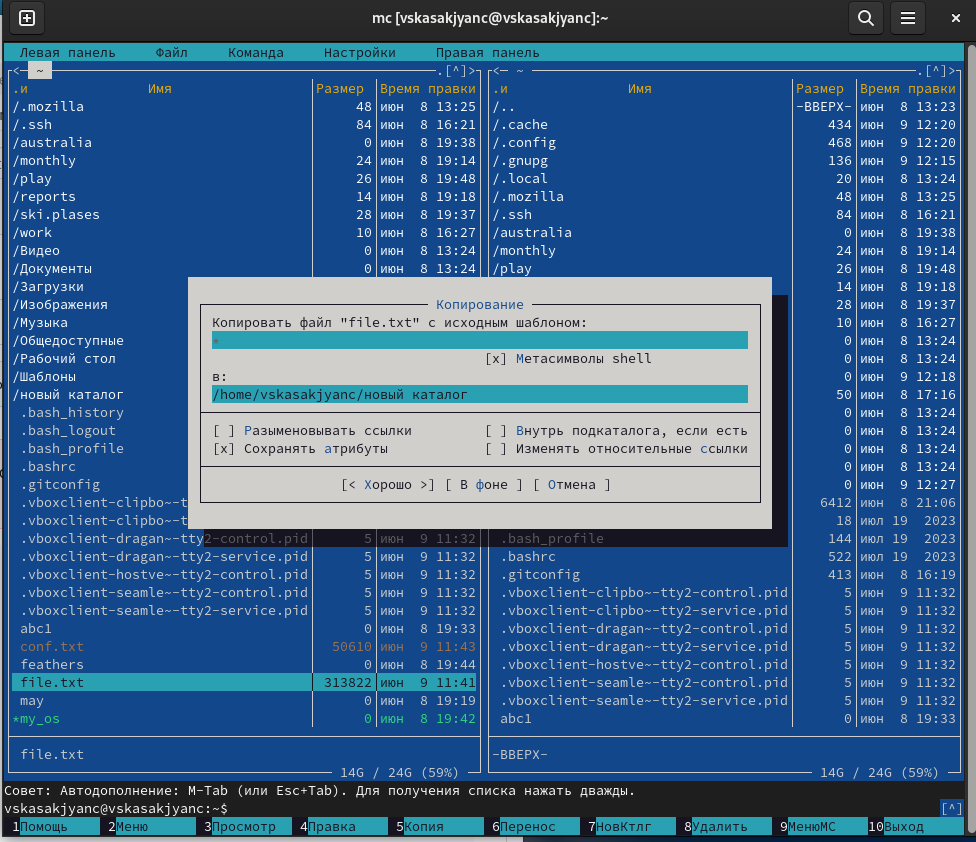 mc [vskasakjyanc@vskasakjyanc]:~
Левая панель Файл Команда Настройки Правая панель
<─ ~ .[^]> <─ ~ .[^]>
.и Имя Размер Время правки .и Имя Размер Время правки
/.mozilla 48 июн 8 13:25 /.. -ВВЕРХ- июн 8 13:23
/.ssh 84 июн 8 16:21 /.cache 434 июн 9 12:20
/australia 0 июн 8 19:38 /.config 468 июн 9 12:20
/monthly 24 июн 8 19:14 /.gnupg 136 июн 9 12:15
/play 26 июн 8 19:48 /.local 20 июн 8 13:24
/reports 14 июн 8 19:18 /.mozilla 48 июн 8 13:25
/ski.plases 28 июн 8 19:37 /.ssh 84 июн 8 16:21
/work 10 июн 8 16:27 /australia 0 июн 8 19:38
/Видео 0 июн 8 13:24 /monthly 24 июн 8 19:14
/Документы 0 июн 8 13:24 /play 26 июн 8 19:48
/Загрузки 14 июн 8 19:18
/Изображения Копирование 28 июн 8 19:37
/Музыка Копировать файл "file.txt" с исходным шаблоном: 10 июн 8 16:27
/Общедоступные * 0 июн 8 13:24
/Рабочий стол [x] Метасимволы shell 0 июн 8 13:24
/Шаблоны в: 0 июн 9 12:18
/новый каталог /home/vskasakjyanc/новый каталог 50 июн 8 17:16
.bash_history 0 июн 8 13:24
.bash_logout [ ] Разыменовывать ссылки [ ] Внутрь подкаталога, если есть 0 июн 8 13:24
.bash_profile [x] Сохранять атрибуты [ ] Изменять относительные ссылки 0 июн 8 13:24
.bashrc 0 июн 8 13:24
.gitconfig [< Хорошо >] [ В фоне ] [ Отмена ] 0 июн 9 12:27
.vboxclient-clipbo~-t 6412 июн 8 21:06
.vboxclient-clipbo~-t 18 июл 19 2023
.vboxclient-dragan~-tty2-control.pid 5 июн 9 11:32 .bash_profile 144 июл 19 2023
.vboxclient-dragan~-tty2-service.pid 5 июн 9 11:32 .bashrc 522 июл 19 2023
.vboxclient-hostve~-tty2-control.pid 5 июн 9 11:32 .gitconfig 413 июн 8 16:19
.vboxclient-seamle~-tty2-control.pid 5 июн 9 11:32 .vboxclient-clipbo~-tty2-control.pid 5 июн 9 11:32
.vboxclient-seamle~-tty2-service.pid 5 июн 9 11:32 .vboxclient-clipbo~-tty2-service.pid 5 июн 9 11:32
abc1 0 июн 8 19:33 .vboxclient-dragan~-tty2-control.pid 5 июн 9 11:32
conf.txt 50610 июн 9 11:43 .vboxclient-dragan~-tty2-service.pid 5 июн 9 11:32
feathers 0 июн 8 19:44 .vboxclient-hostve~-tty2-control.pid 5 июн 9 11:32
file.txt 313822 июн 9 11:41 .vboxclient-seamle~-tty2-control.pid 5 июн 9 11:32
may 0 июн 8 19:19 .vboxclient-seamle~-tty2-service.pid 5 июн 9 11:32
*my_os 0 июн 8 19:42 abc1 0 июн 8 19:33
file.txt -ВВЕРХ-
14G / 24G (59%) 14G / 24G (59%)
Совет: Автодополнение: M-Tab (или Esc+Tab). Для получения списка нажать дважды.
vskasakjyanc@vskasakjyanc:~$ [^]
1Помощь 2Меню 3Просмотр 4Правка 5Копия 6Перенос 7НовКтлг 8Удалить 9МенюМС 10Выход